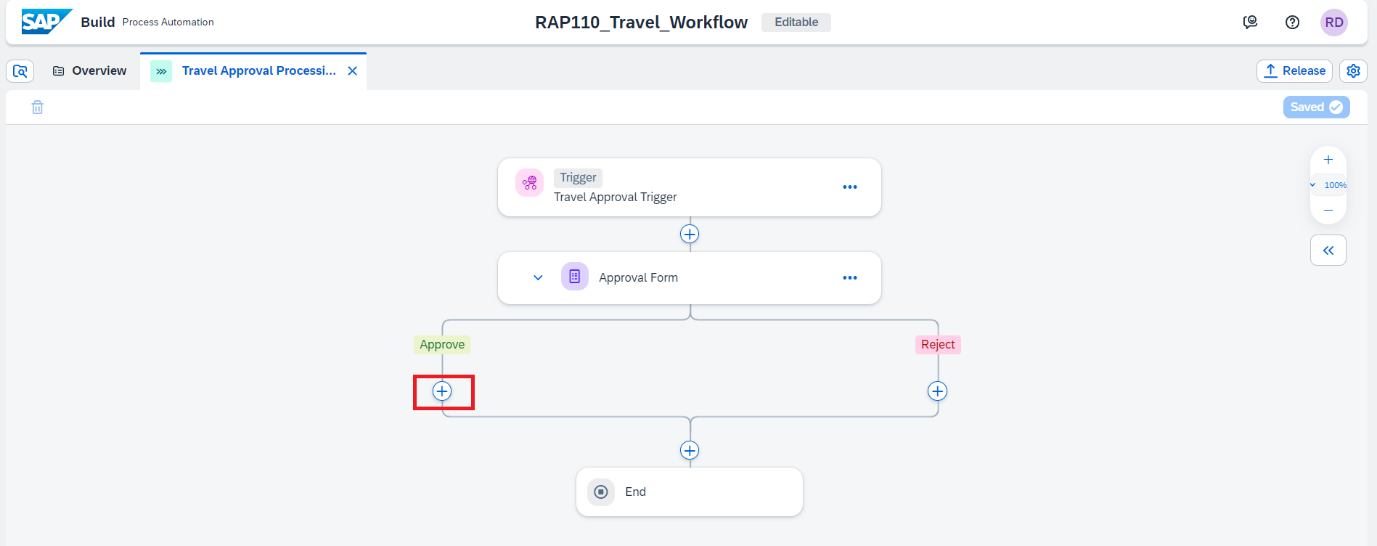 SAP Build Process Automation RAP110_Travel_Workflow Editable RD
Overview Travel Approval Processi... Release
Saved
Trigger
Travel Approval Trigger
100%
Approval Form
Approve Reject
End